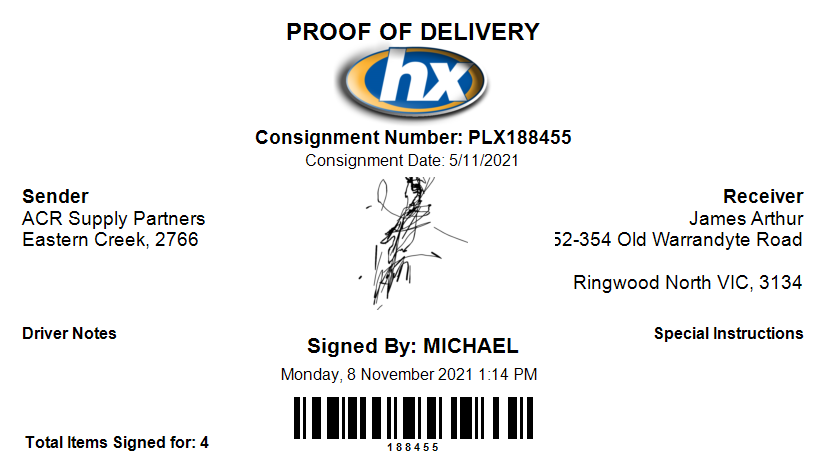 PROOF OF DELIVERY
hx
Consignment Number: PLX188455
Consignment Date: 5/11/2021
Sender
ACR Supply Partners
Eastern Creek, 2766
Receiver
James Arthur
52-354 Old Warrandyte Road
Ringwood North VIC, 3134
Driver Notes
Signed By: MICHAEL
Monday, 8 November 2021 1:14 PM
Special Instructions
188455
Total Items Signed for: 4